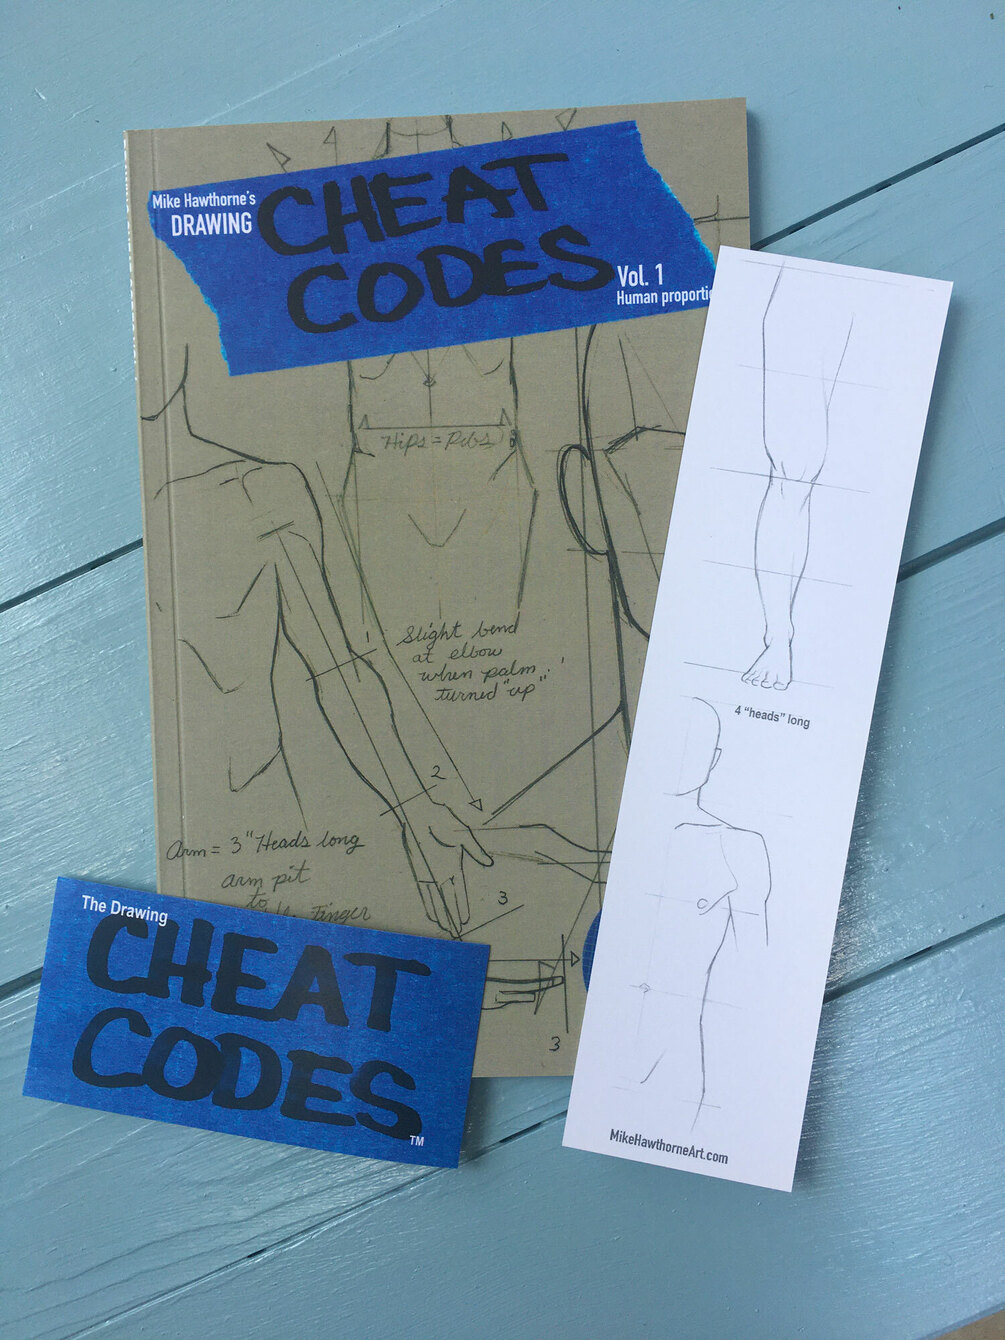 Mike Hawthorne's
DRAWING
CHEAT
CODES
Vol. 1
Human
Hips = Ribs
Slight bend
at elbow
when palm
turned "up"
1
2
3
Arm = 3 "Heads long
arm pit
to
Finger
3
The Drawing
CHEAT
CODES
TM
4 "heads" long
MikeHawthorneArt.com